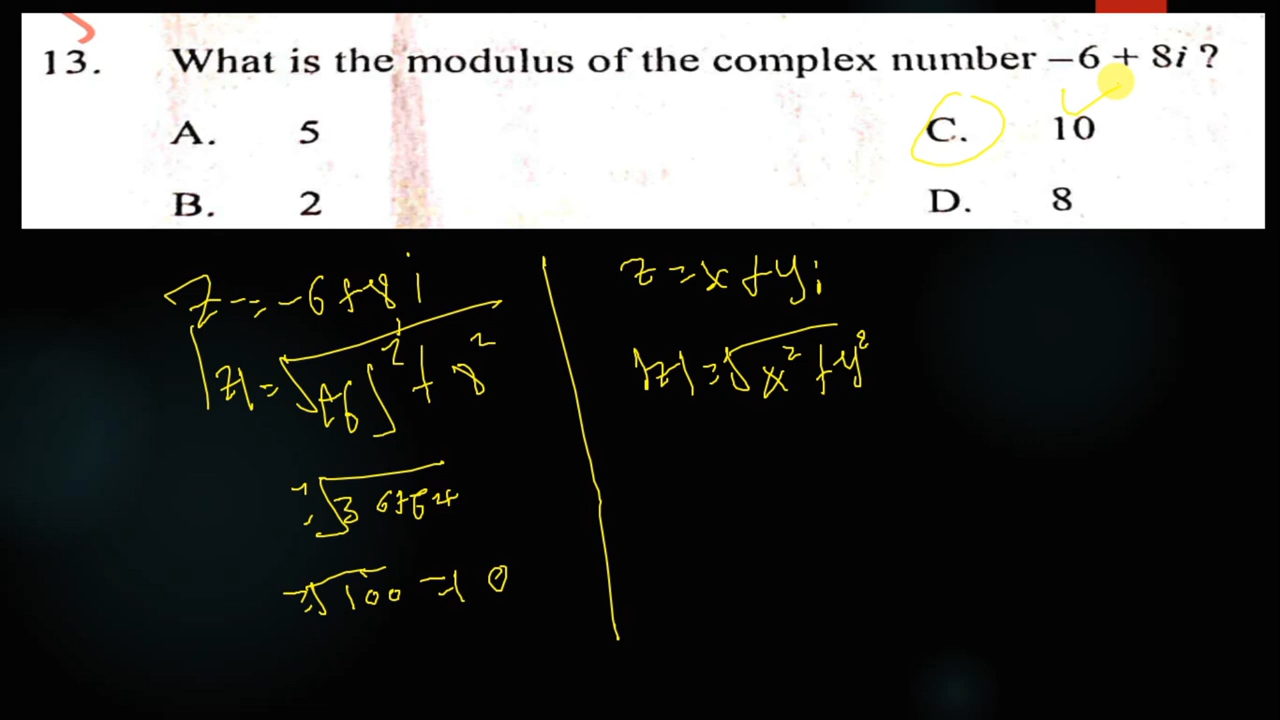 13. What is the modulus of the complex number −6 + 8i ?
A. 5 C. 10
B. 2 D. 8
z = -6+8i
|z| = √(-6)² + 8²
= √36+64
= √100 = 10
z = x + yi
|z| = √x² + y²